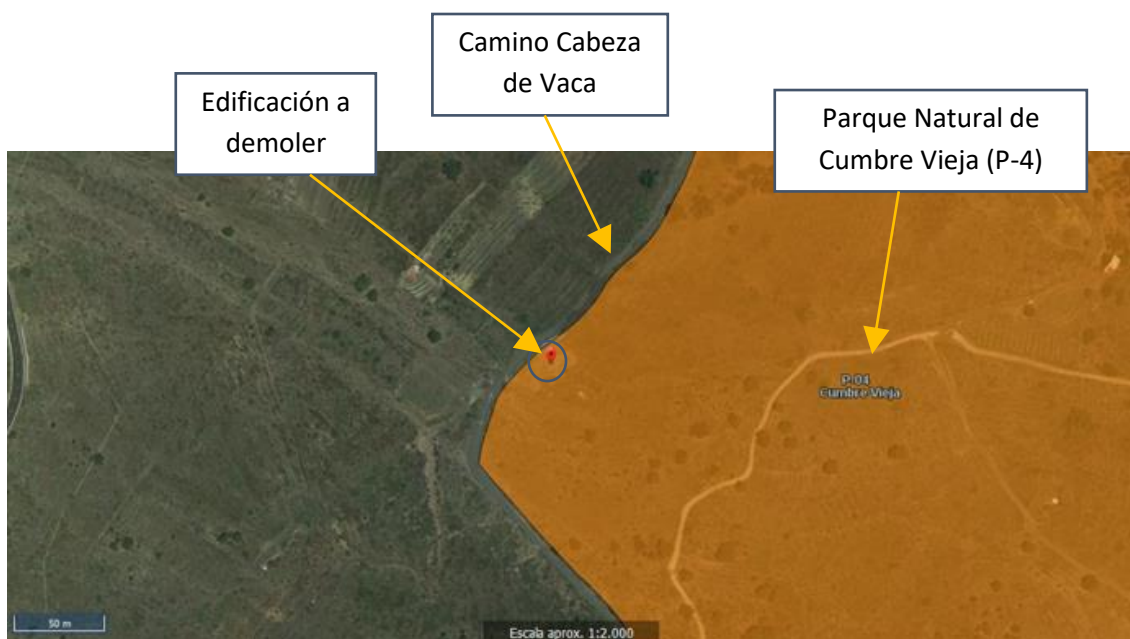 Camino Cabeza
de Vaca
Edificación a
demoler
Parque Natural de
Cumbre Vieja (P-4)
P-04
Cumbre Vieja
50 m
Escala aprox. 1:2.000